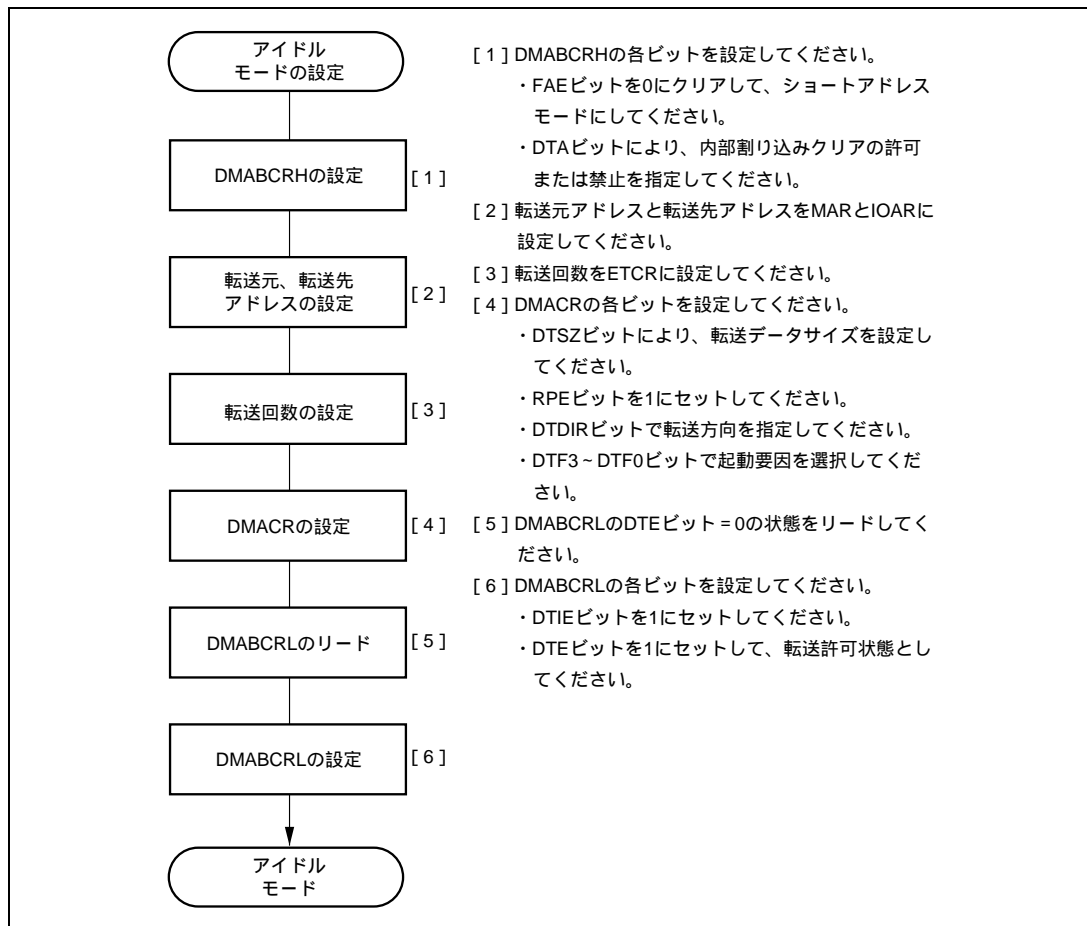 アイドル
モードの設定
DMABCRHの設定
[ 1 ]
転送元、転送先
アドレスの設定
[ 2 ]
転送回数の設定
[ 3 ]
DMACRの設定
[ 4 ]
DMABCRLのリード
[ 5 ]
DMABCRLの設定
[ 6 ]
アイドル
モード
[ 1 ] DMABCRHの各ビットを設定してください。
・FAEビットを0にクリアして、ショートアドレス
モードにしてください。
・DTAビットにより、内部割り込みクリアの許可
または禁止を指定してください。
[ 2 ] 転送元アドレスと転送先アドレスをMARとIOARに
設定してください。
[ 3 ] 転送回数をETCRに設定してください。
[ 4 ] DMACRの各ビットを設定してください。
・DTSZビットにより、転送データサイズを設定し
てください。
・RPEビットを1にセットしてください。
・DTDIRビットで転送方向を指定してください。
・DTF3~DTF0ビットで起動要因を選択してくだ
さい。
[ 5 ] DMABCRLのDTEビット = 0の状態をリードしてく
ださい。
[ 6 ] DMABCRLの各ビットを設定してください。
・DTIEビットを1にセットしてください。
・DTEビットを1にセットして、転送許可状態とし
てください。